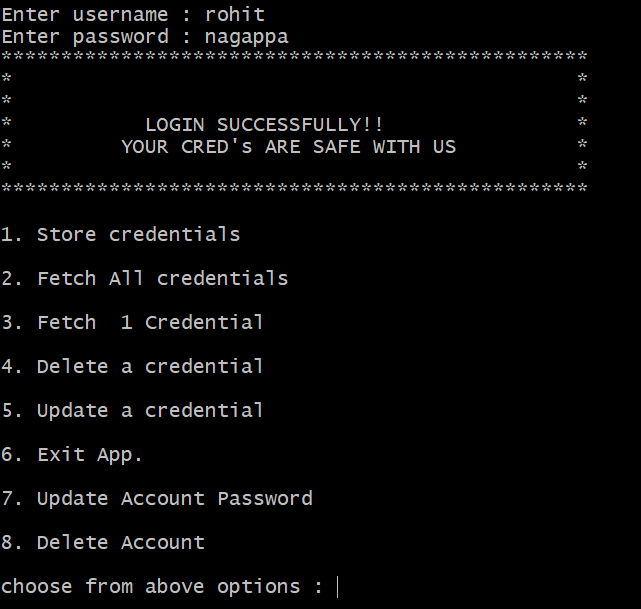 Enter username : rohit
Enter password : nagappa
*************************************************
*                                               *
*                                               *
*           LOGIN SUCCESSFULLY!!                *
*         YOUR CRED's ARE SAFE WITH US          *
*                                               *
*************************************************
1. Store credentials
2. Fetch All credentials
3. Fetch  1 Credential
4. Delete a credential
5. Update a credential
6. Exit App.
7. Update Account Password
8. Delete Account
choose from above options :